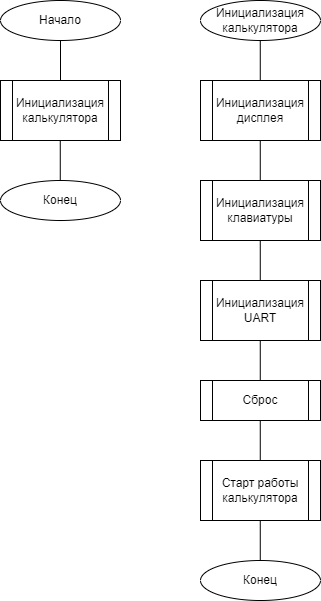 Начало
Инициализация
калькулятора
Конец
Инициализация
калькулятора
Инициализация
дисплея
Инициализация
клавиатуры
Инициализация
UART
Сброс
Старт работы
калькулятора
Конец